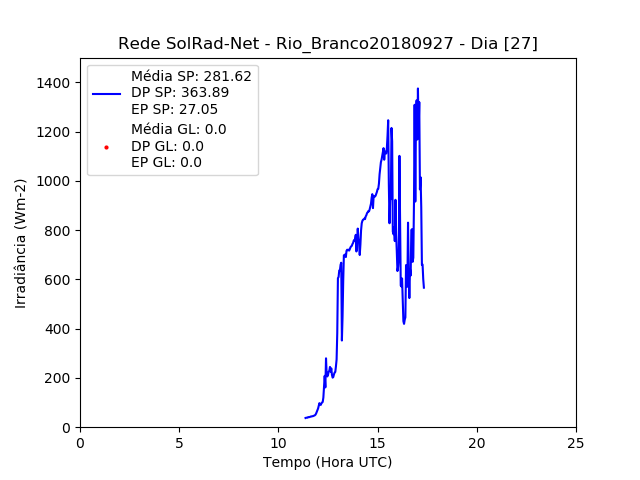 Rede SolRad-Net - Rio_Branco20180927 - Dia [27]
Média SP: 281.62
DP SP: 363.89
EP SP: 27.05
Média GL: 0.0
DP GL: 0.0
EP GL: 0.0
Irradiância (Wm-2)
1400
1200
1000
800
600
400
200
0
0 5 10 15 20 25
Tempo (Hora UTC)